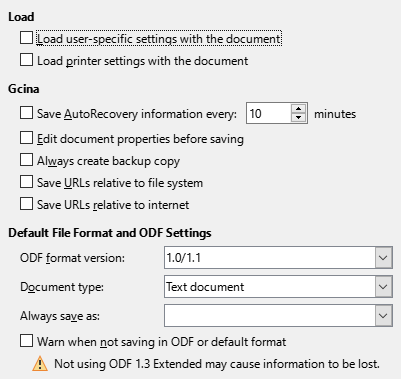 Load
Load user-specific settings with the document
Load printer settings with the document
Gcina
Save AutoRecovery information every: 10 minutes
Edit document properties before saving
Always create backup copy
Save URLs relative to file system
Save URLs relative to internet
Default File Format and ODF Settings
ODF format version: 1.0/1.1
Document type: Text document
Always save as:
Warn when not saving in ODF or default format
Not using ODF 1.3 Extended may cause information to be lost.